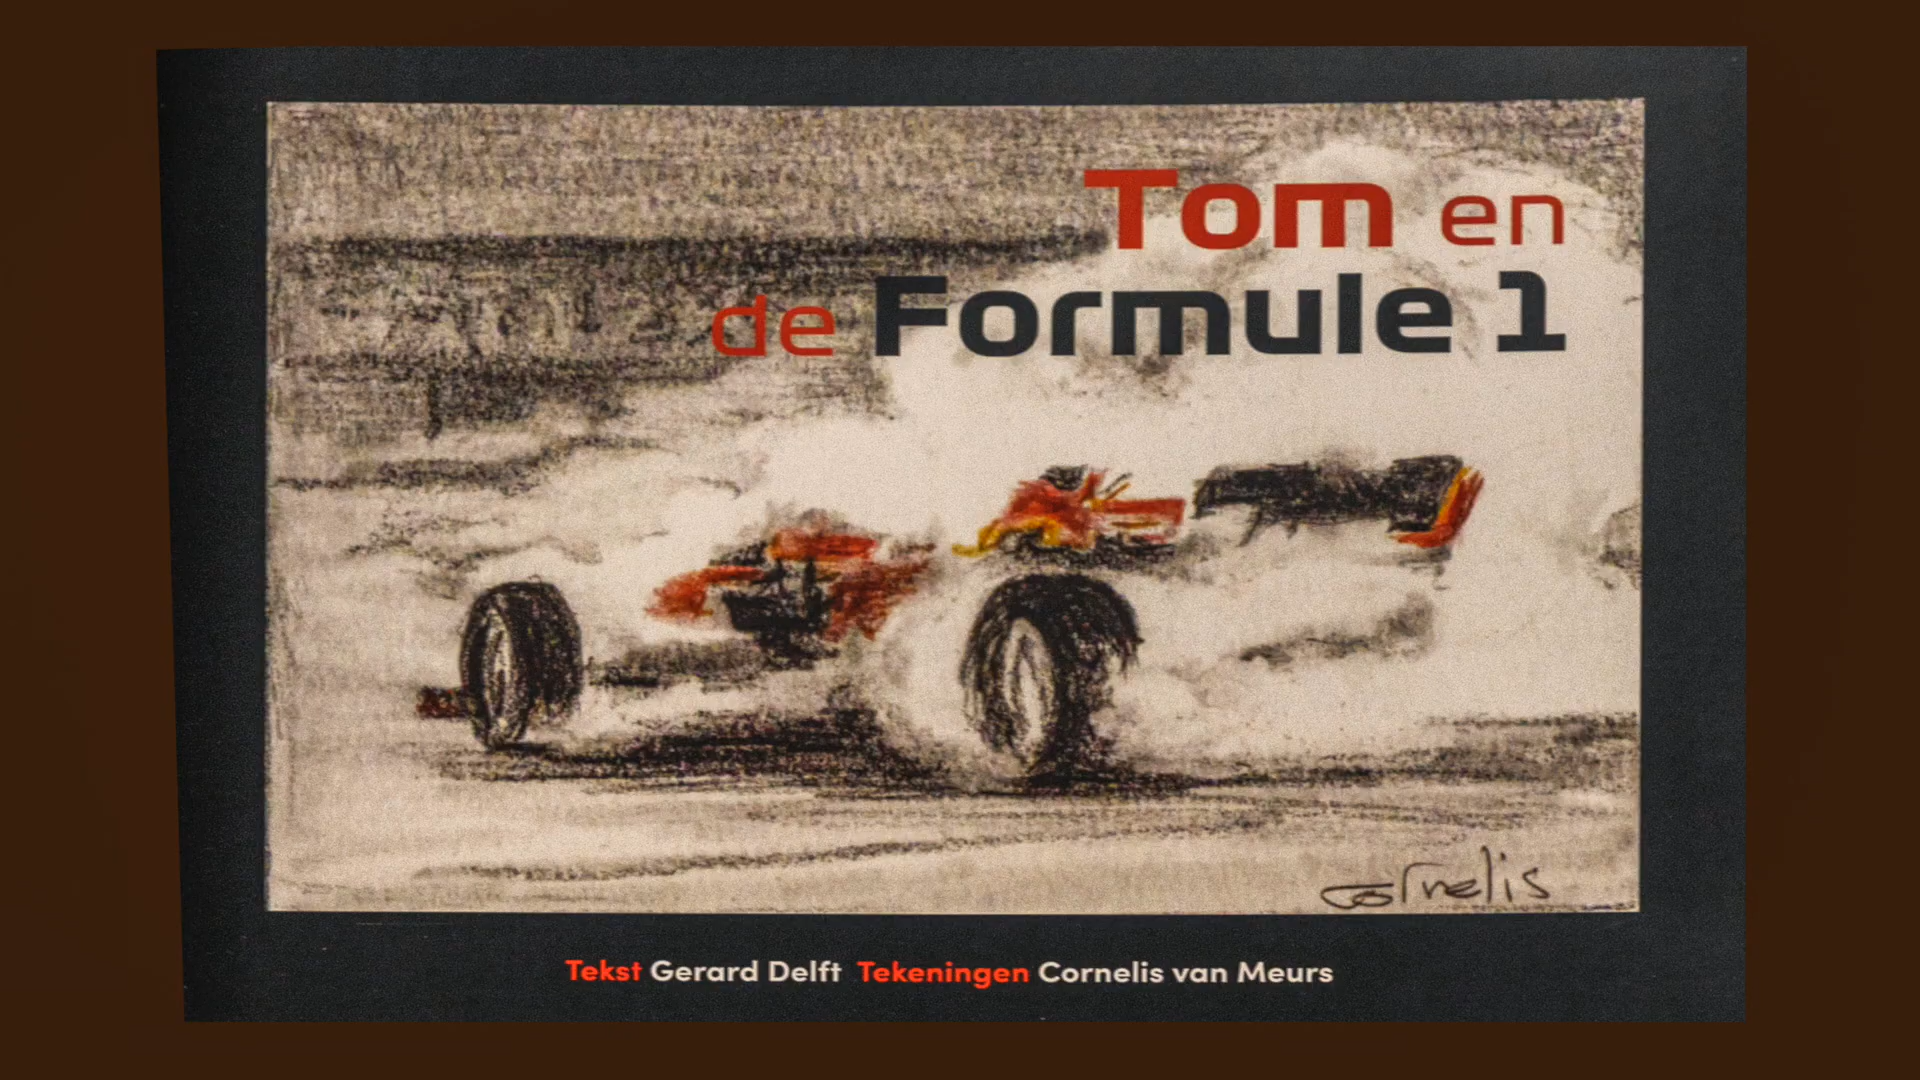 Tom en
de Formule 1
Cornelis
Tekst Gerard Delft Tekeningen Cornelis van Meurs